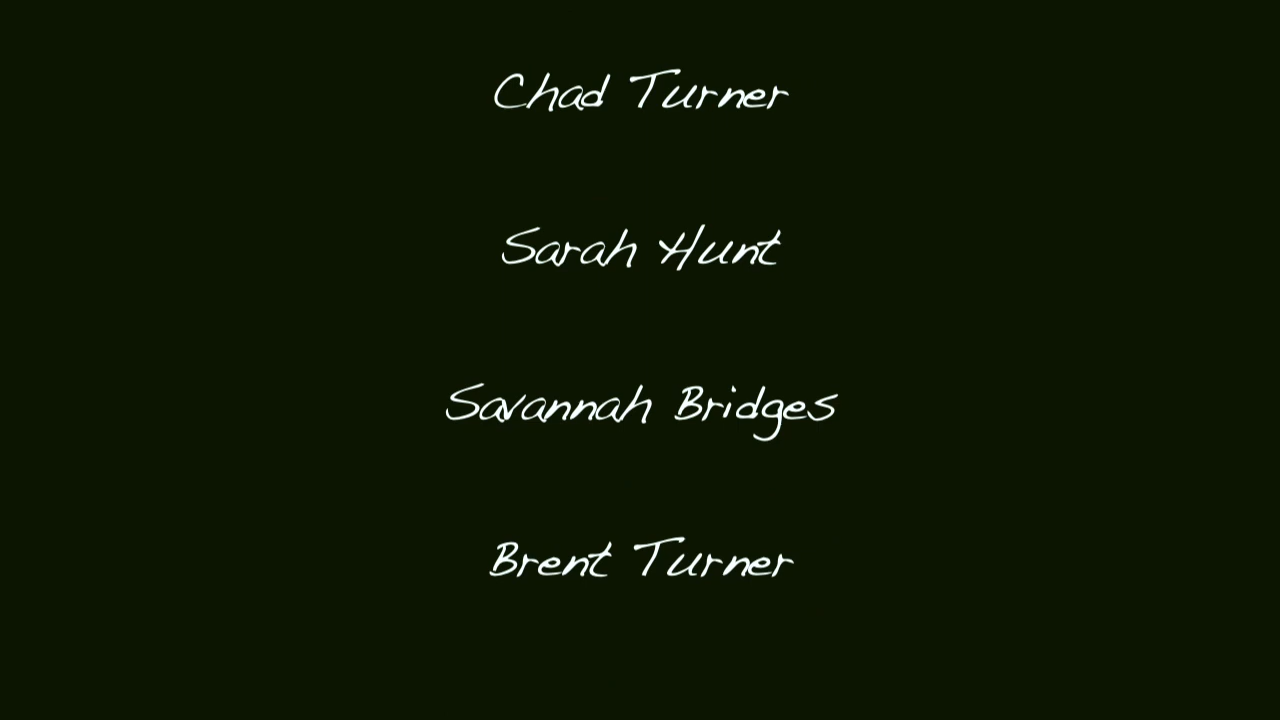 Chad Turner
Sarah Hunt
Savannah Bridges
Brent Turner